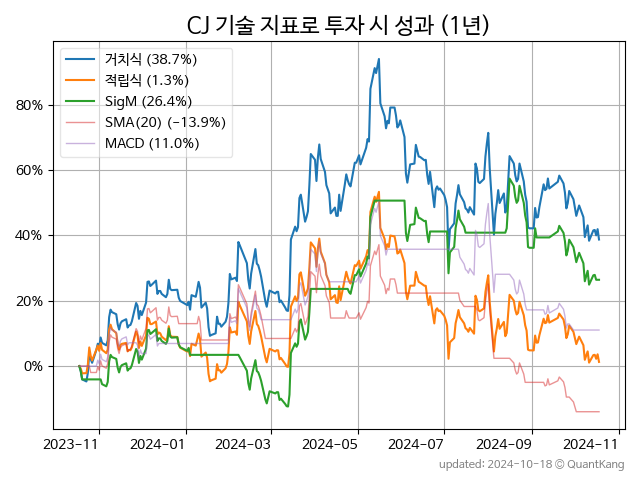 CJ 기술 지표로 투자 시 성과 (1년)
거치식 (38.7%)
적립식 (1.3%)
SigM (26.4%)
SMA(20) (−13.9%)
MACD (11.0%)
80%
60%
40%
20%
0%
2023-11 2024-01 2024-03 2024-05 2024-07 2024-09 2024-11
updated: 2024-10-18 © QuantKang